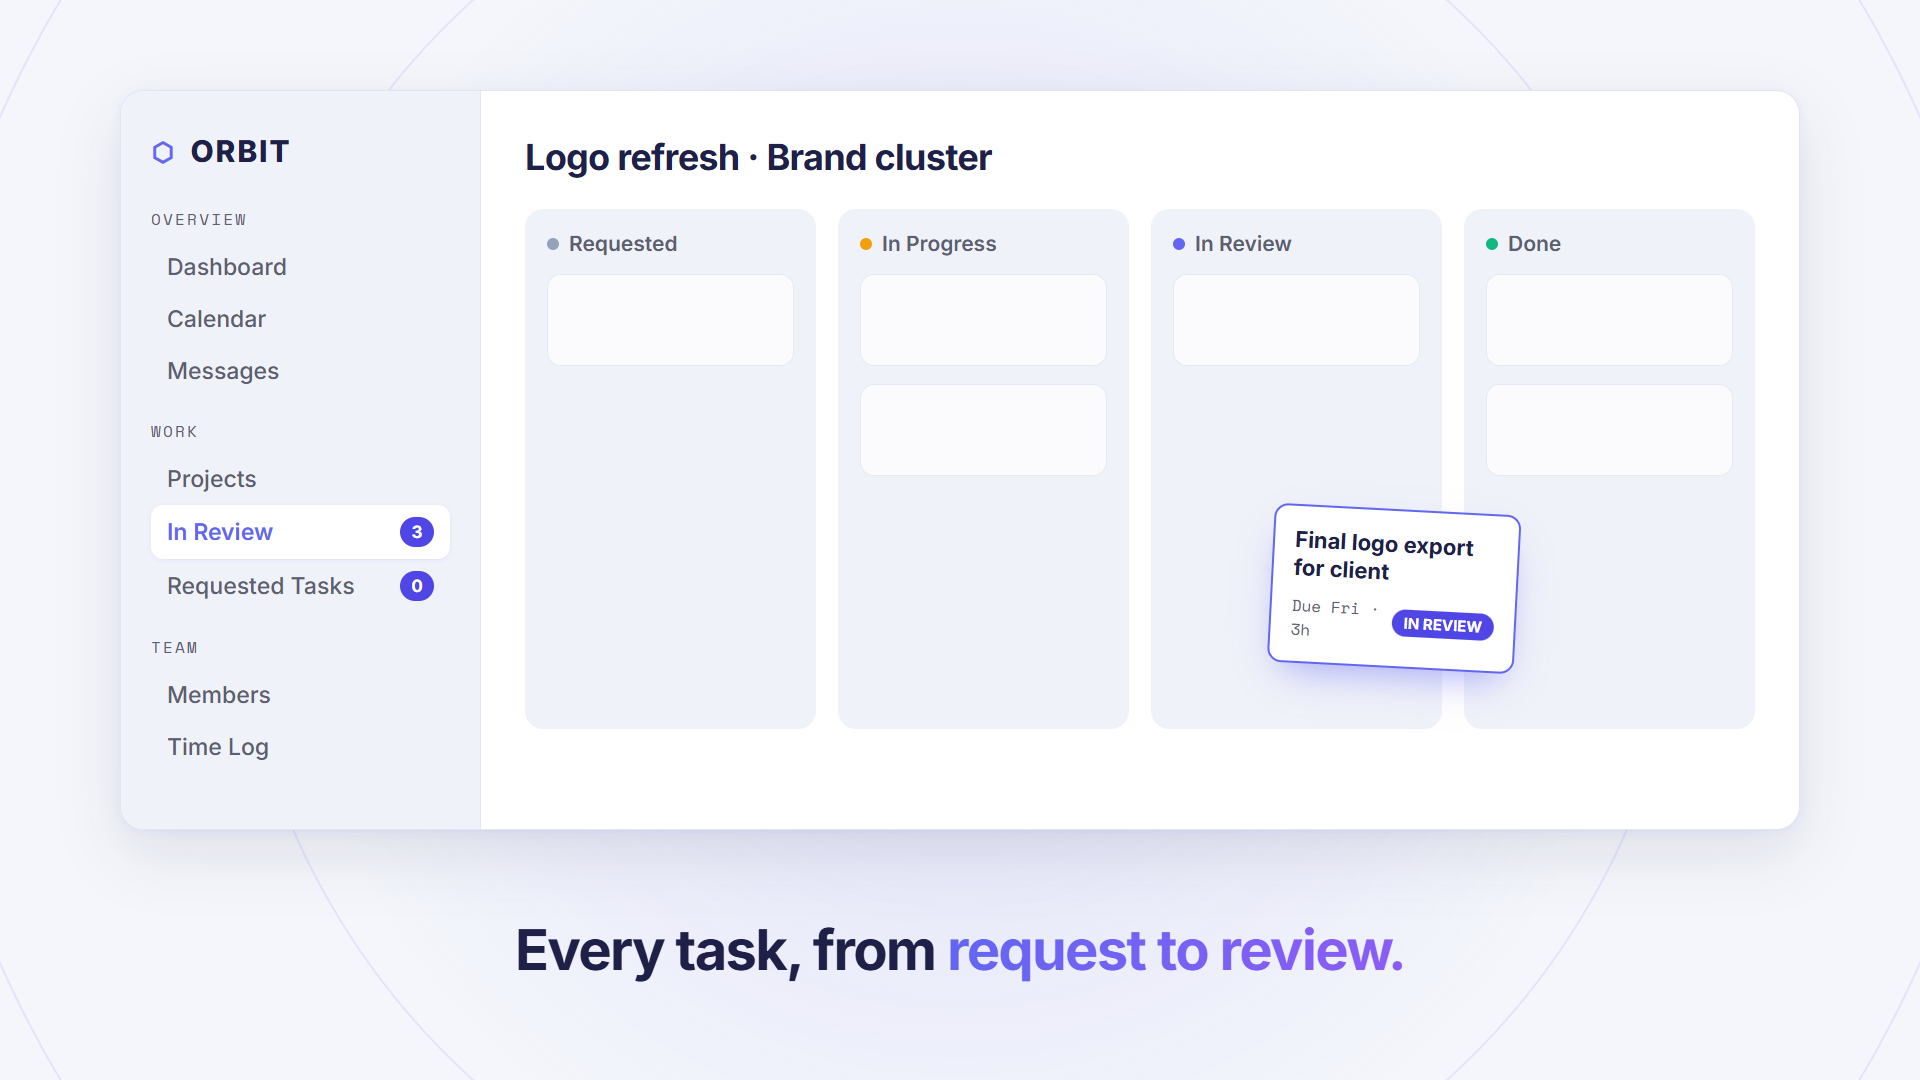 ORBIT
OVERVIEW
Dashboard
Calendar
Messages
WORK
Projects
In Review 3
Requested Tasks 0
TEAM
Members
Time Log
Logo refresh · Brand cluster
Requested
In Progress
In Review
Done
Final logo export
for client
Due Fri ·
3h
IN REVIEW
Every task, from request to review.